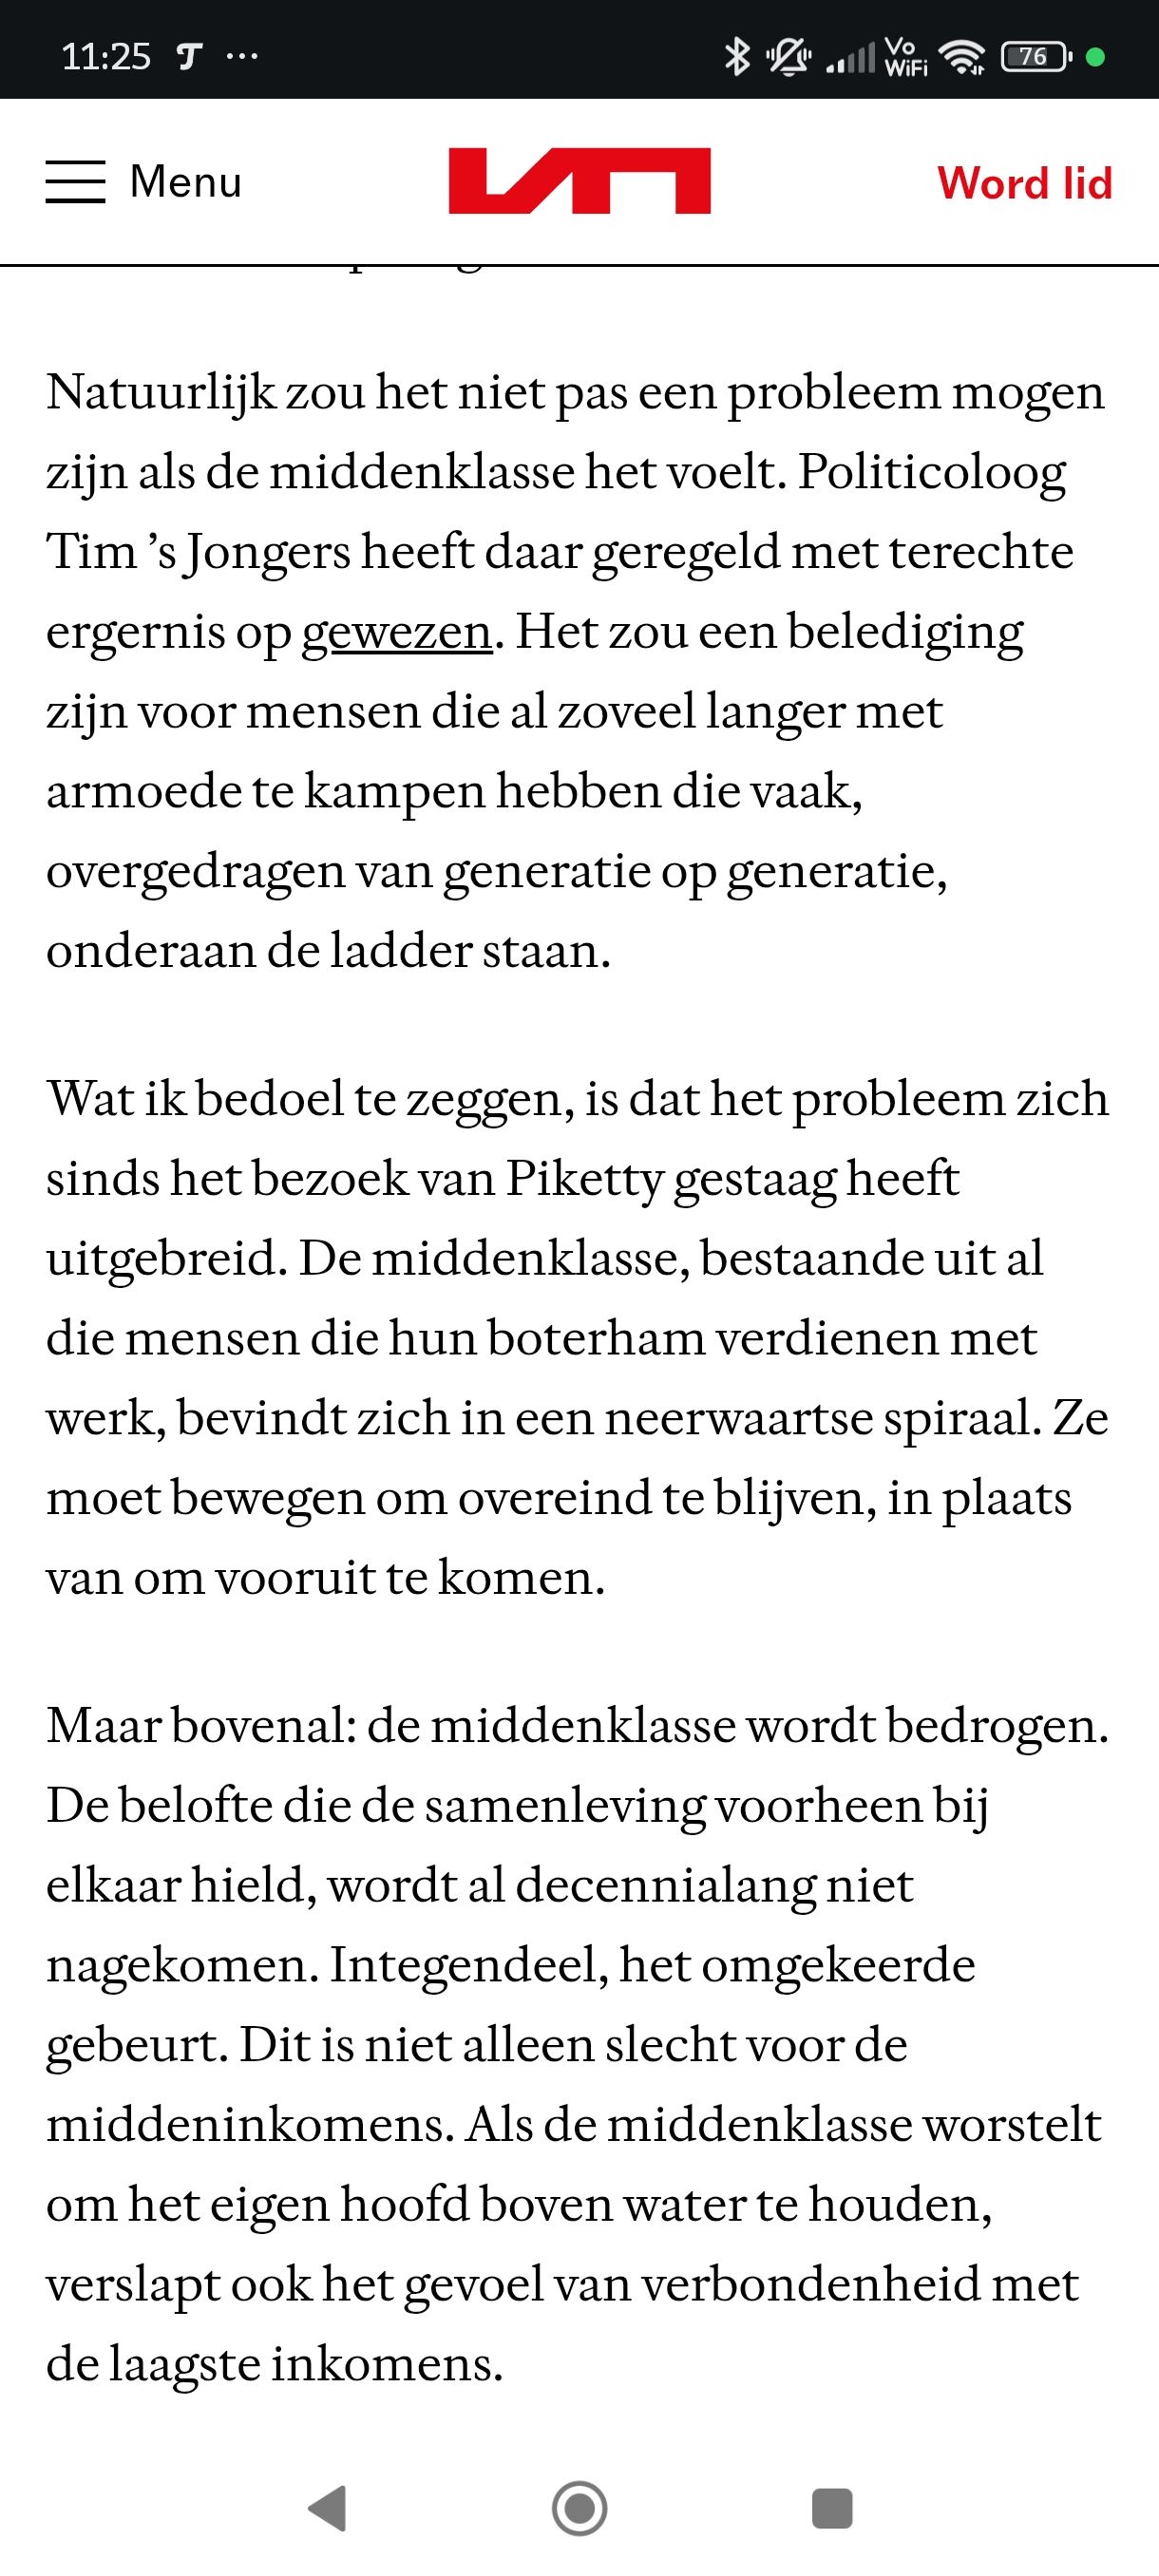 11:25
Vo
WiFi
76
Menu
Word lid
Natuurlijk zou het niet pas een probleem mogen
zijn als de middenklasse het voelt. Politicoloog
Tim ’s Jongers heeft daar geregeld met terechte
ergernis op gewezen. Het zou een belediging
zijn voor mensen die al zoveel langer met
armoede te kampen hebben die vaak,
overgedragen van generatie op generatie,
onderaan de ladder staan.
Wat ik bedoel te zeggen, is dat het probleem zich
sinds het bezoek van Piketty gestaag heeft
uitgebreid. De middenklasse, bestaande uit al
die mensen die hun boterham verdienen met
werk, bevindt zich in een neerwaartse spiraal. Ze
moet bewegen om overeind te blijven, in plaats
van om vooruit te komen.
Maar bovenal: de middenklasse wordt bedrogen.
De belofte die de samenleving voorheen bij
elkaar hield, wordt al decennialang niet
nagekomen. Integendeel, het omgekeerde
gebeurt. Dit is niet alleen slecht voor de
middeninkomens. Als de middenklasse worstelt
om het eigen hoofd boven water te houden,
verslapt ook het gevoel van verbondenheid met
de laagste inkomens.